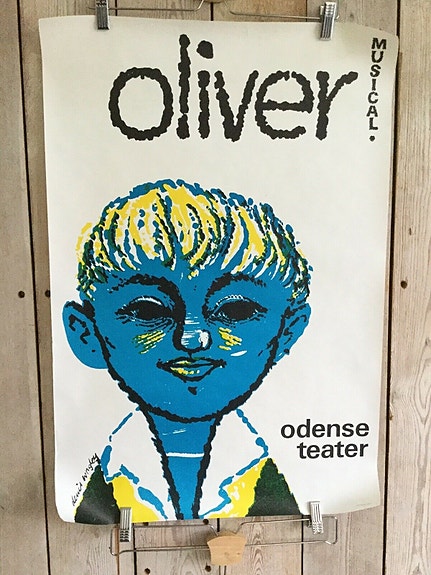 oliver
MUSICAL.
odense
teater